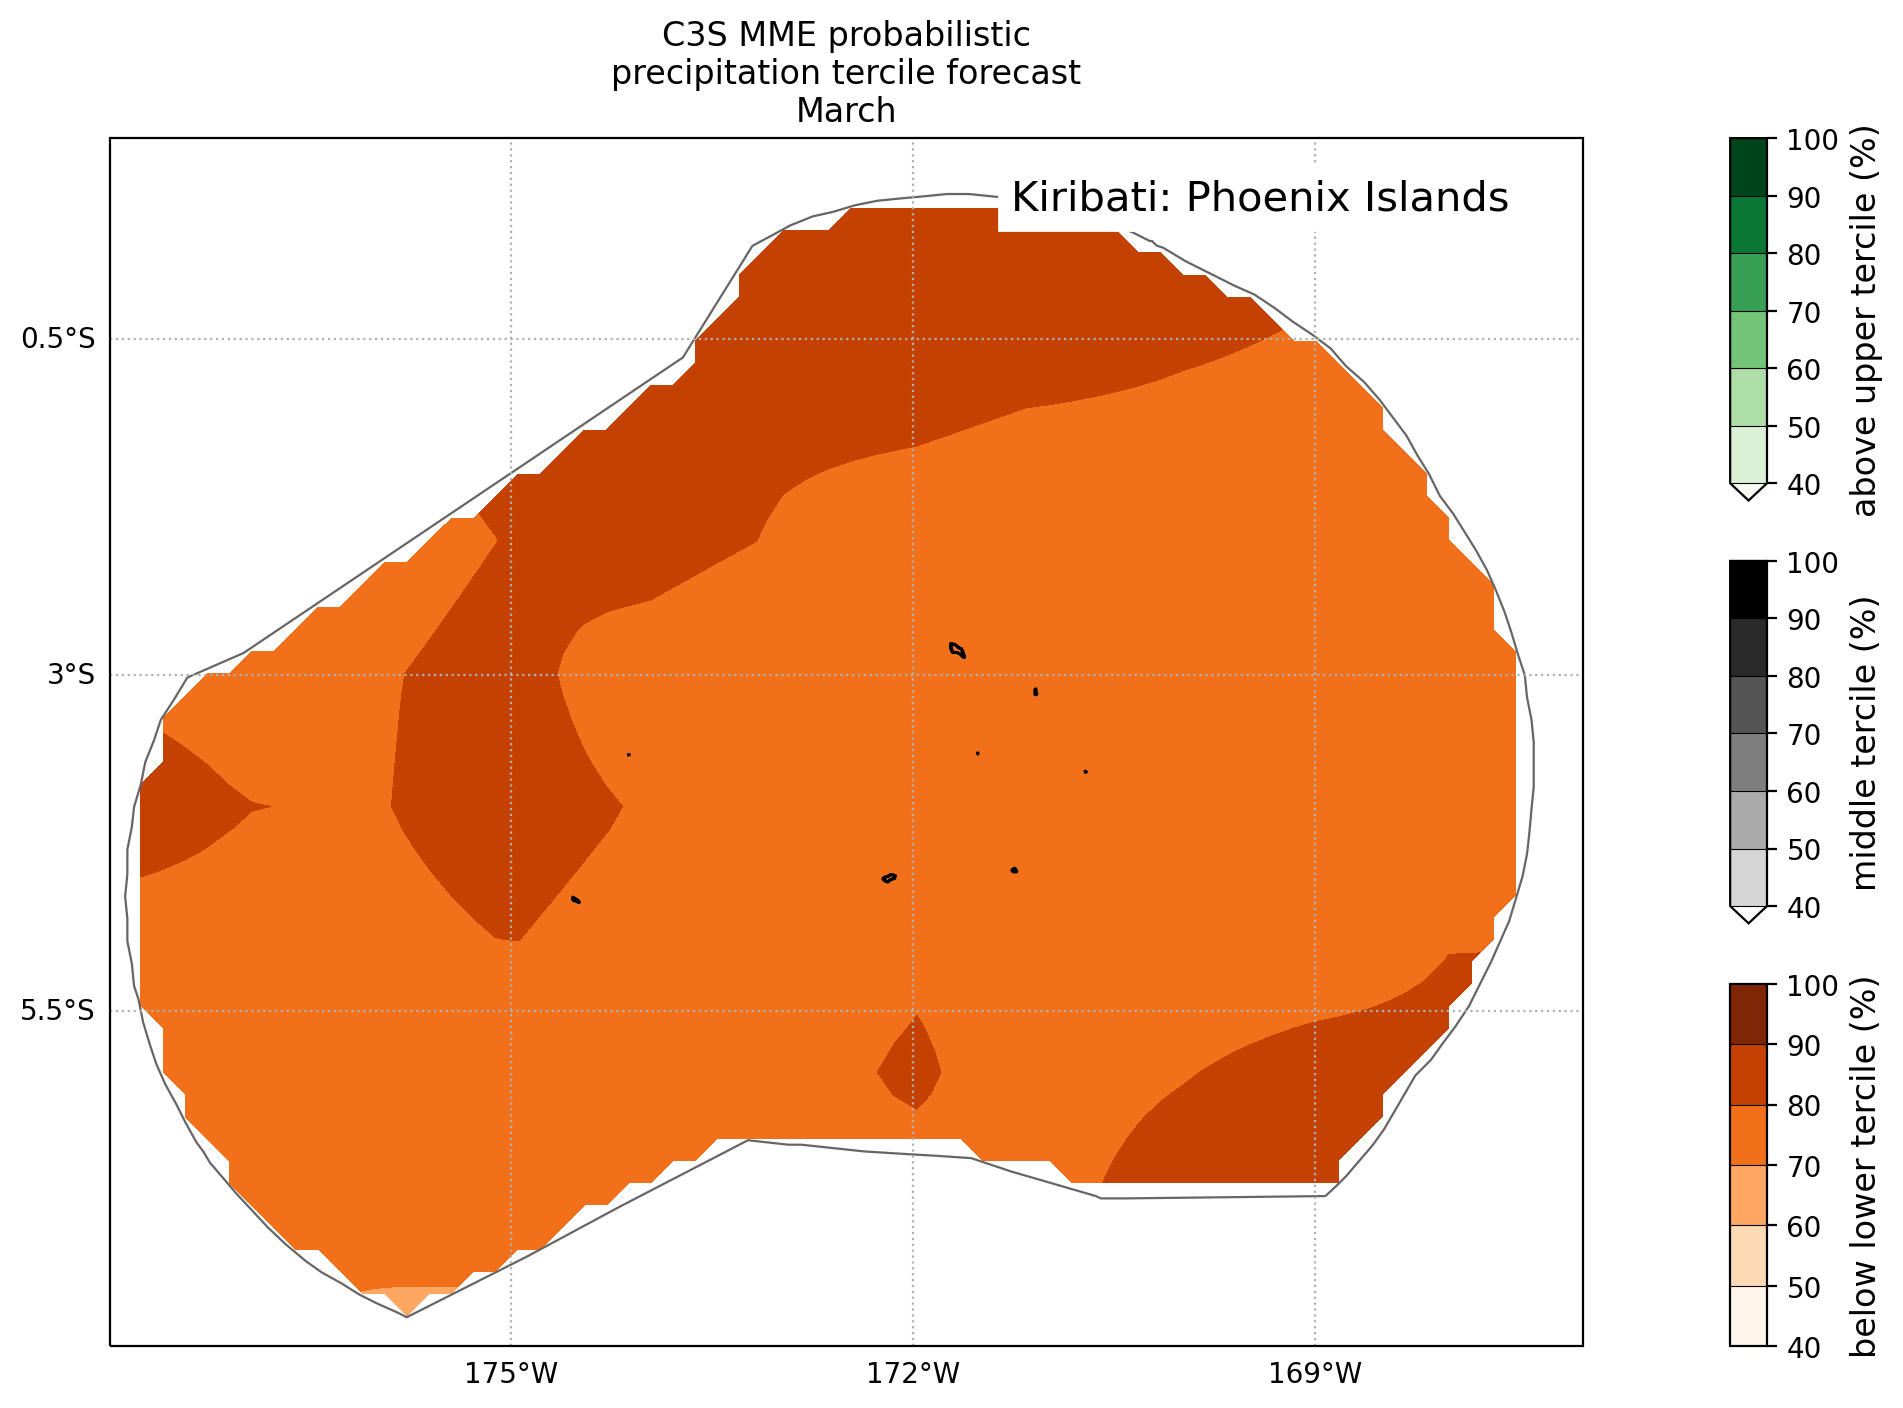 C3S MME probabilistic
precipitation tercile forecast
March
Kiribati: Phoenix Islands
0.5°S
3°S
5.5°S
175°W
172°W
169°W
100
90
80
70
60
50
40
above upper tercile (%)
100
90
80
70
60
50
40
middle tercile (%)
100
90
80
70
60
50
40
below lower tercile (%)